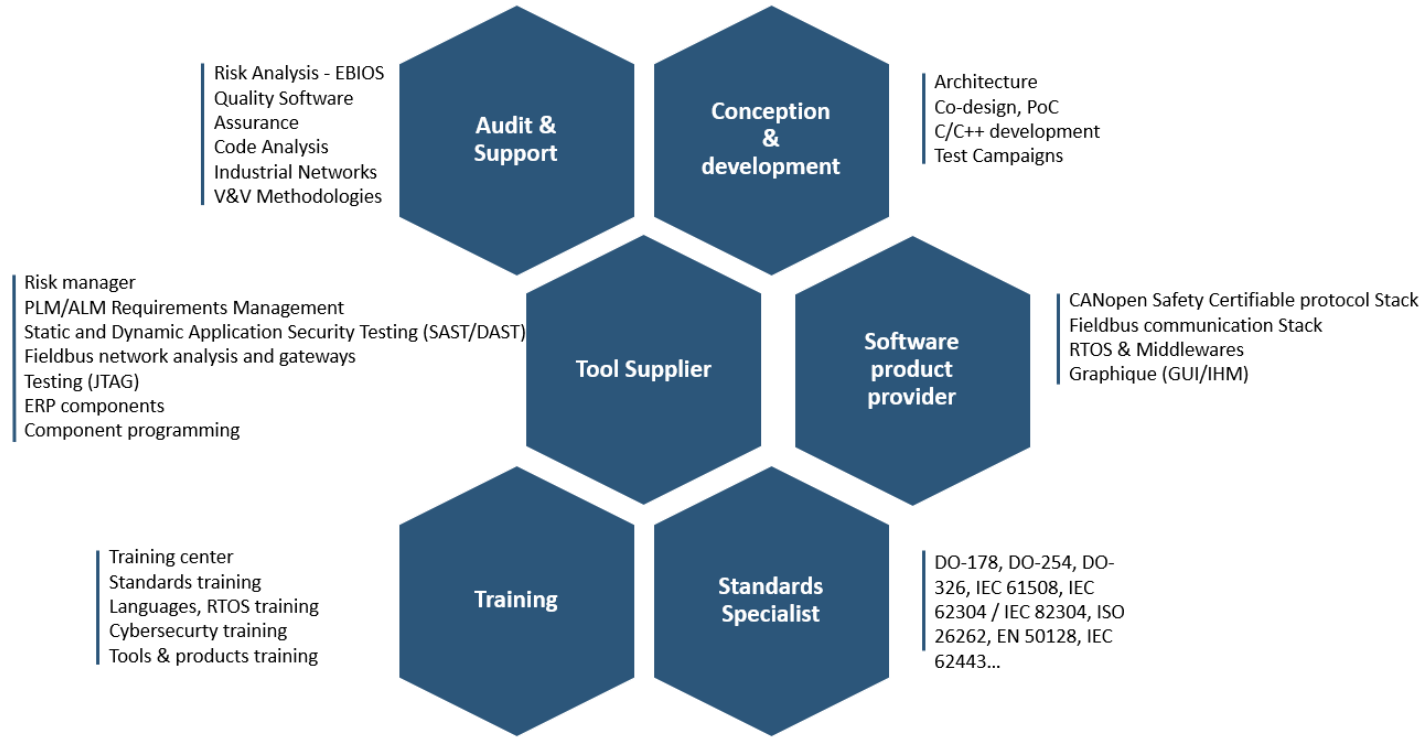 Risk Analysis - EBIOS
Quality Software
Assurance
Code Analysis
Industrial Networks
V&V Methodologies
Audit &
Support
Conception
&
development
Architecture
Co-design, PoC
C/C++ development
Test Campaigns
Risk manager
PLM/ALM Requirements Management
Static and Dynamic Application Security Testing (SAST/DAST)
Fieldbus network analysis and gateways
Testing (JTAG)
ERP components
Component programming
Tool Supplier
Software
product
provider
CANopen Safety Certifiable protocol Stack
Fieldbus communication Stack
RTOS & Middlewares
Graphique (GUI/IHM)
Training center
Standards training
Languages, RTOS training
Cybersecurty training
Tools & products training
Training
Standards
Specialist
DO-178, DO-254, DO-
326, IEC 61508, IEC
62304 / IEC 82304, ISO
26262, EN 50128, IEC
62443...